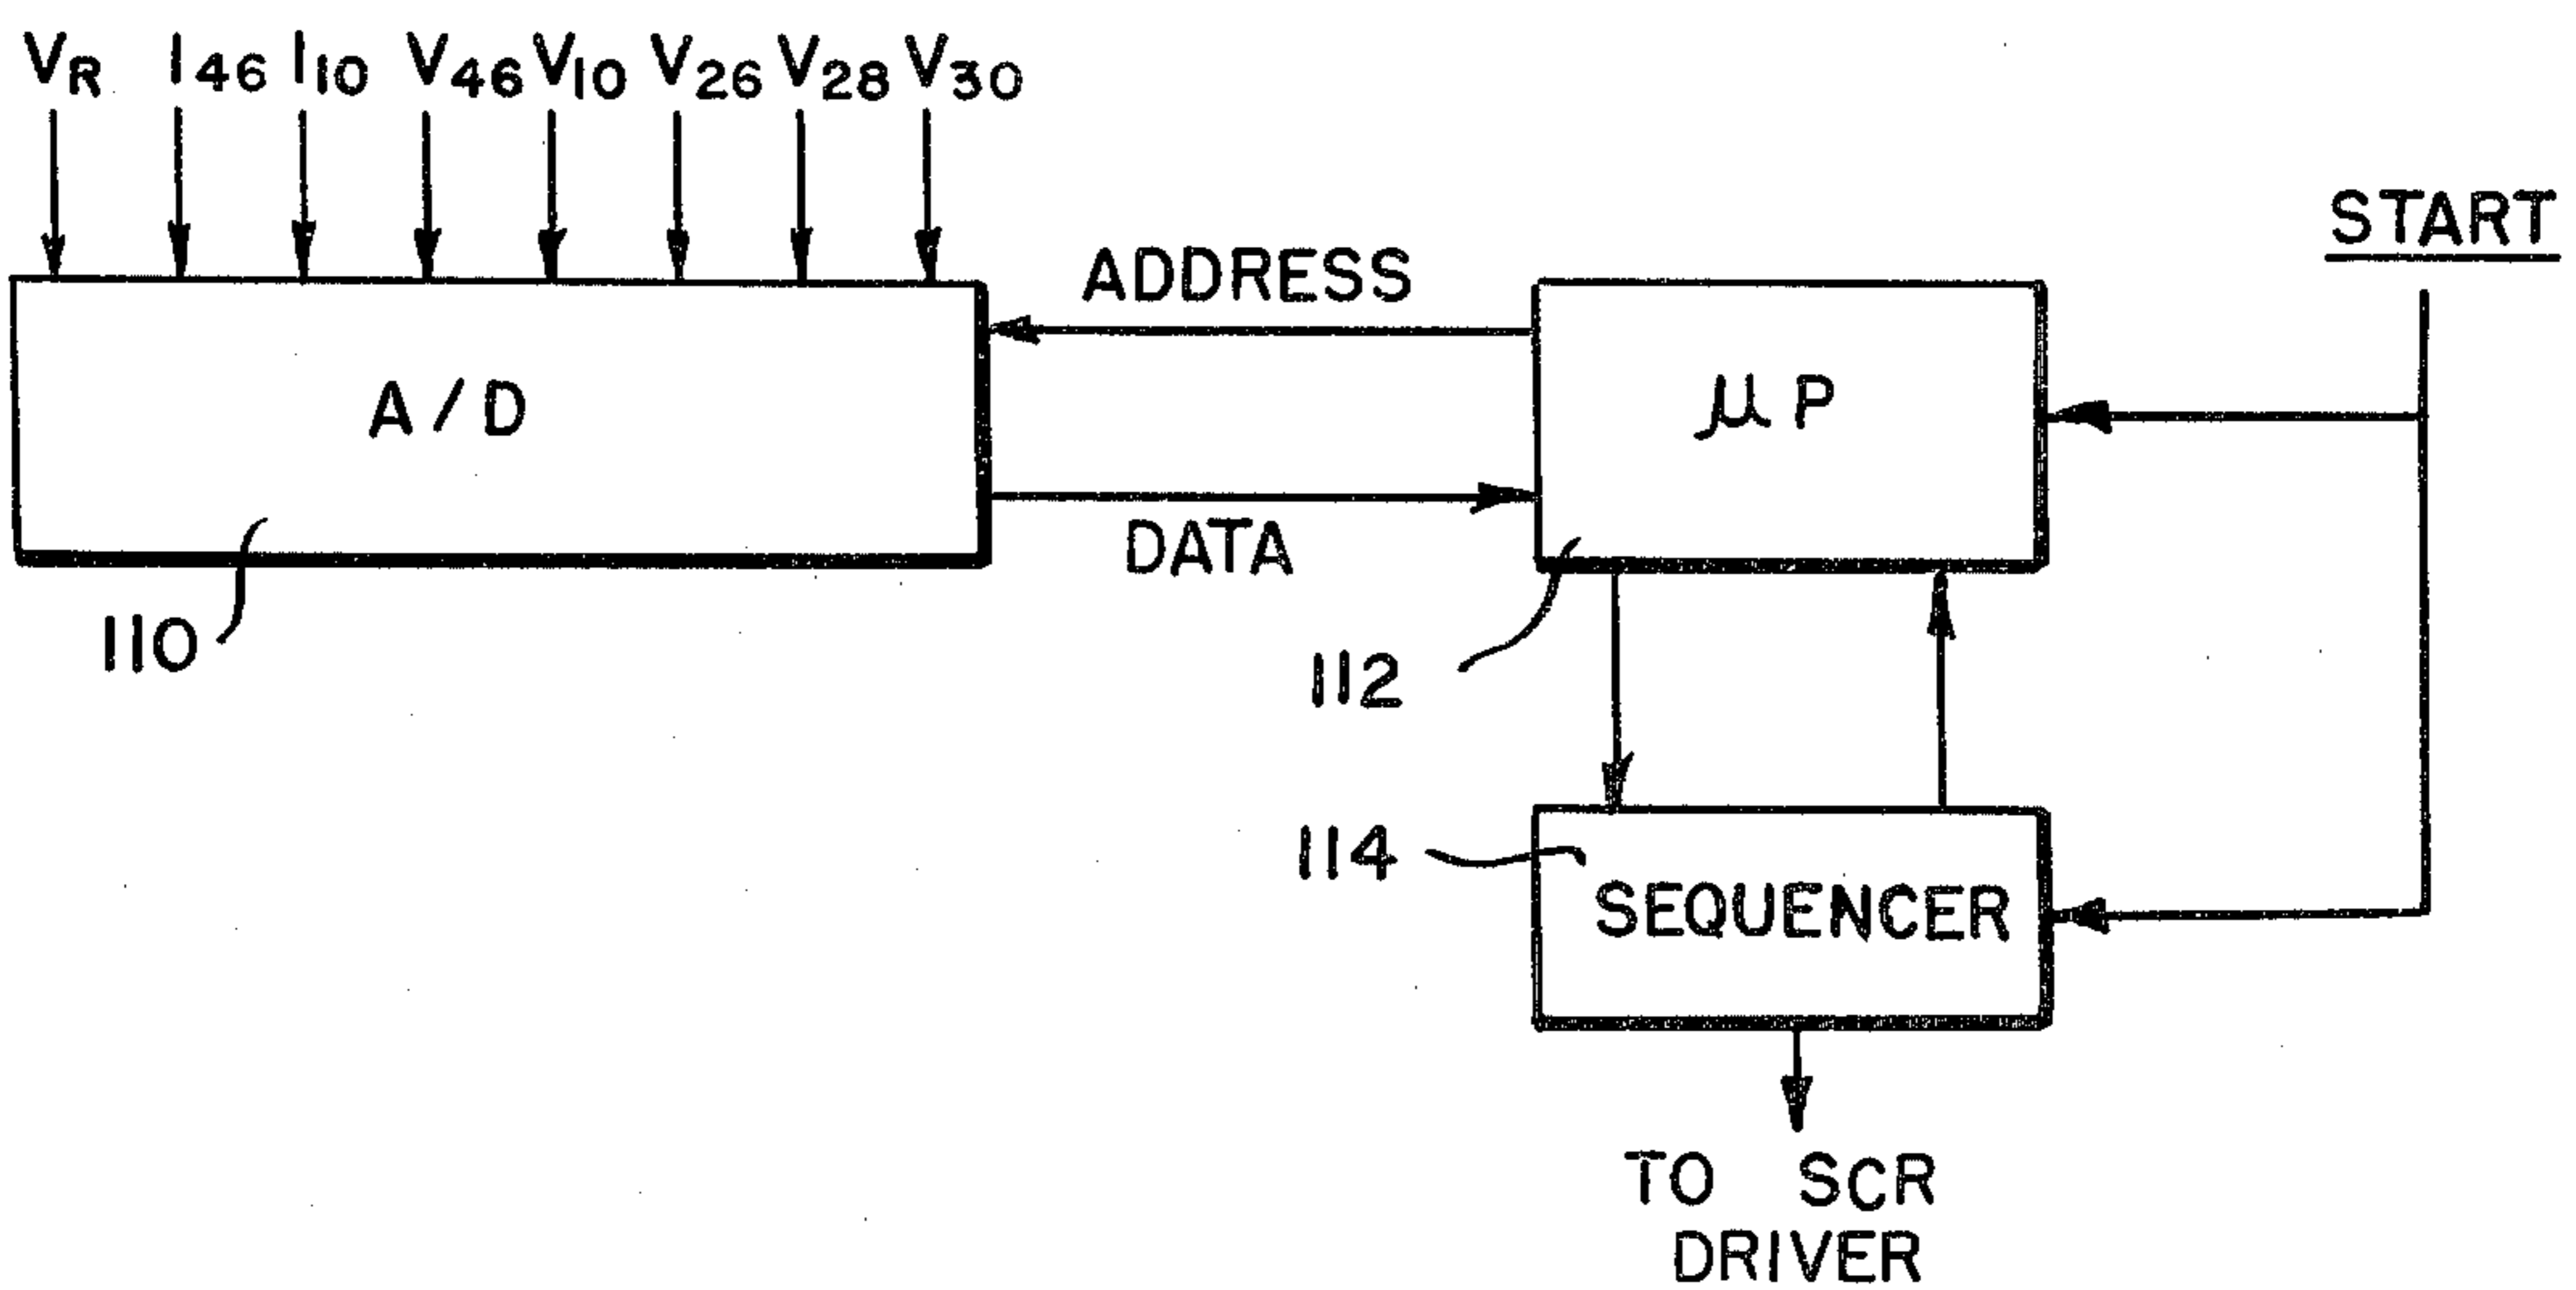 VR I46 I10 V46 V10 V26 V28 V30
START
ADDRESS
A/D
μP
DATA
110
112
114
SEQUENCER
TO SCR
DRIVER